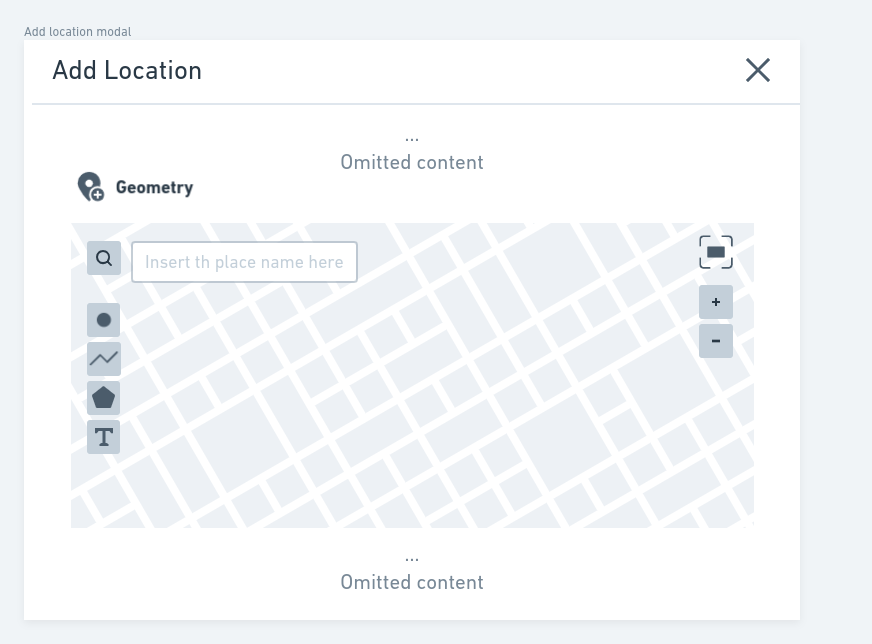 Add location modal
Add Location
...
Omitted content
Geometry
Insert th place name here
+
-
T
...
Omitted content